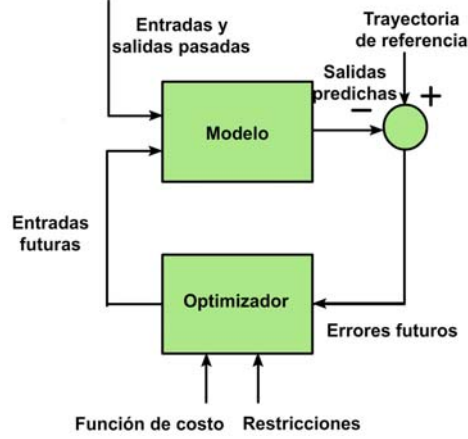 Entradas y
salidas pasadas
Trayectoria
de referencia
Salidas
predichas
+
−
Modelo
Entradas
futuras
Optimizador
Errores futuros
Función de costo
Restricciones